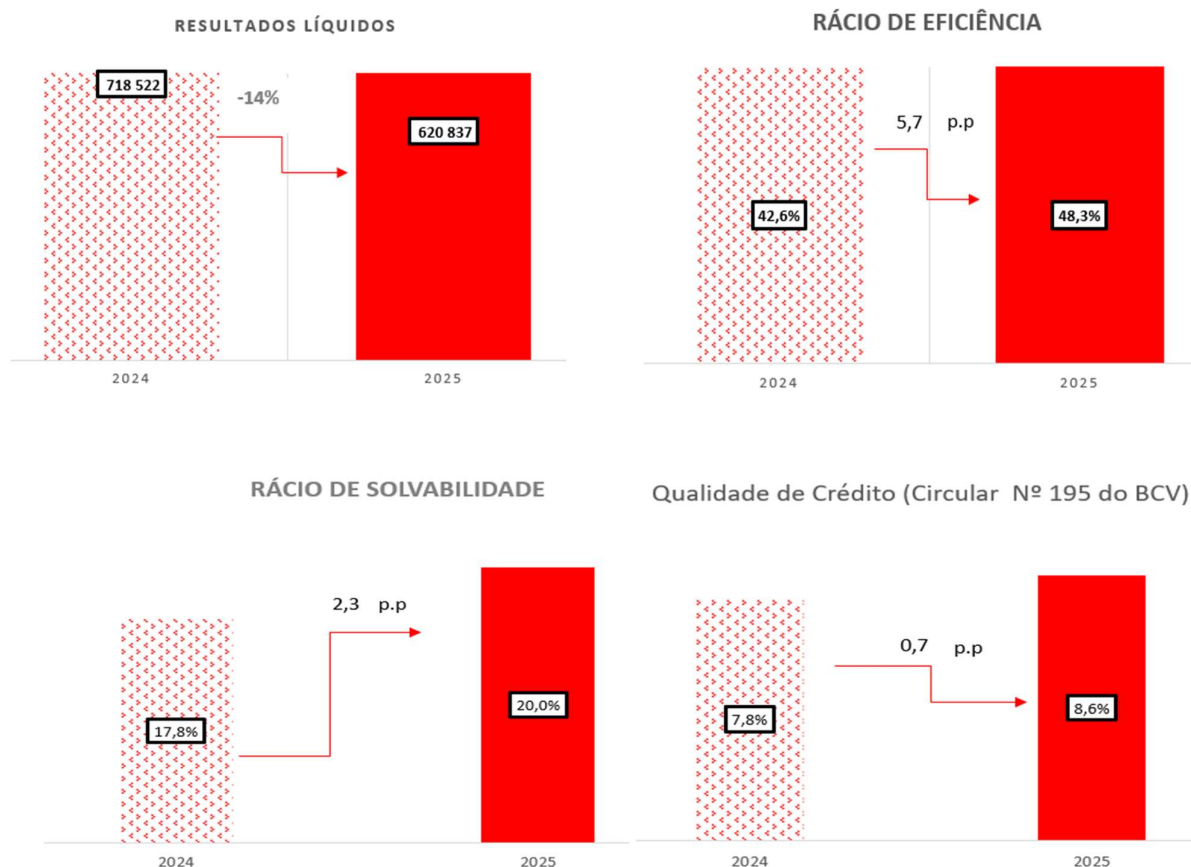 RESULTADOS LÍQUIDOS
718 522
-14%
620 837
2024
2025
RÁCIO DE EFICIÊNCIA
5,7 p.p
42,6%
48,3%
2024
2025
RÁCIO DE SOLVABILIDADE
2,3 p.p
17,8%
20,0%
2024
2025
Qualidade de Crédito (Circular Nº 195 do BCV)
0,7 p.p
7,8%
8,6%
2024
2025